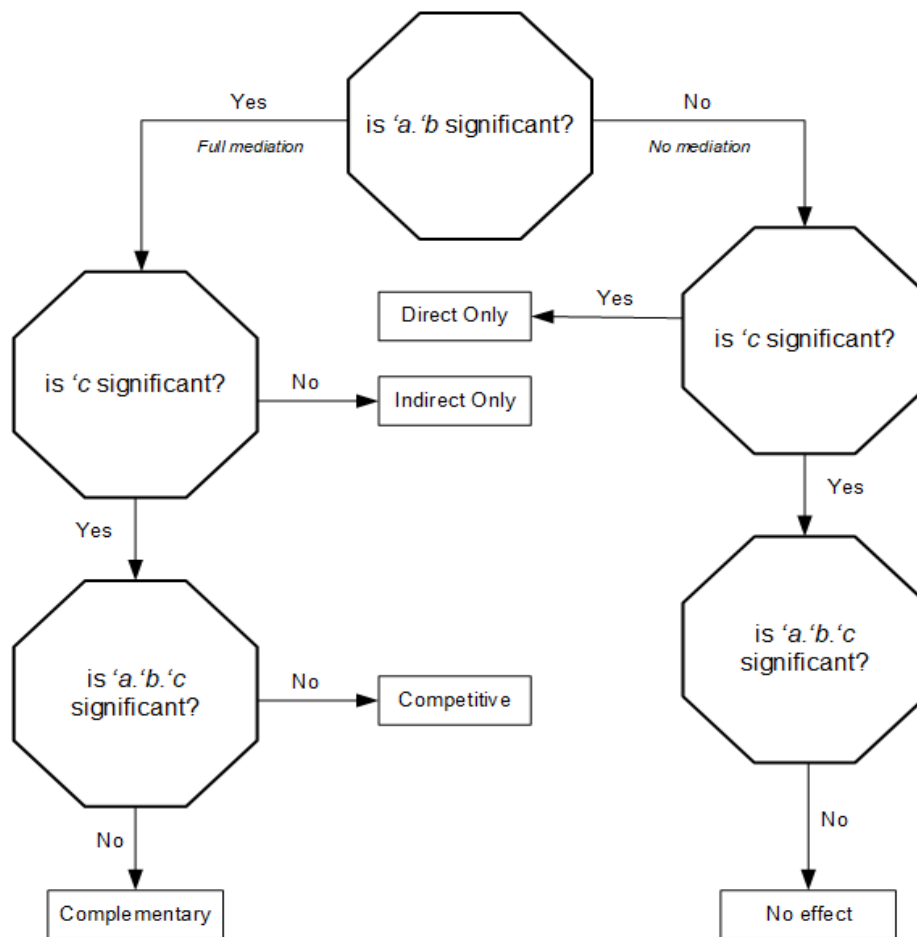 is ‘a.‘b significant?
Yes
Full mediation
No
No mediation
is ‘c significant?
No
Indirect Only
Yes
Direct Only
is ‘c significant?
Yes
Yes
is ‘a.‘b.‘c
significant?
No
Competitive
is ‘a.‘b.‘c
significant?
No
Complementary
No
No effect